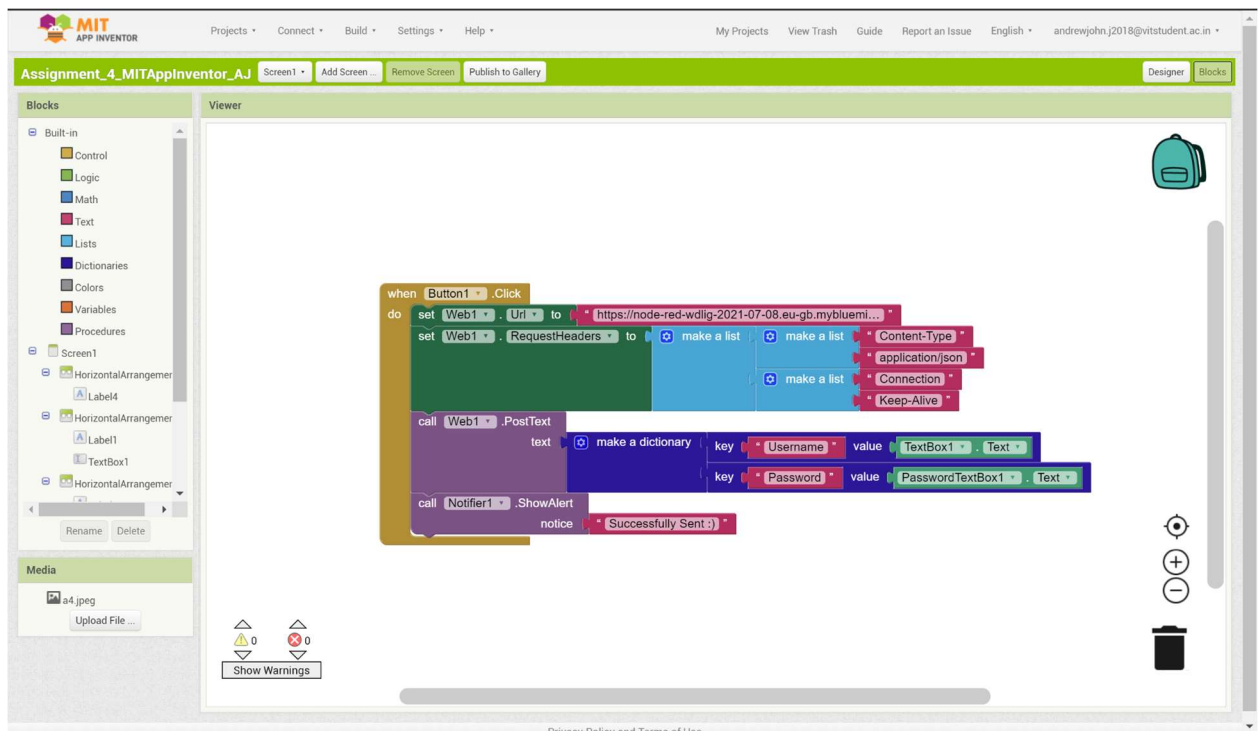 MIT
APP INVENTOR
Projects Connect Build Settings Help My Projects View Trash Guide Report an Issue English andrewjohn.j2018@vitstudent.ac.in
Assignment_4_MITAppInventor_AJ Screen1 Add Screen ... Remove Screen Publish to Gallery Designer Blocks
Blocks
Built-in
Control
Logic
Math
Text
Lists
Dictionaries
Colors
Variables
Procedures
Screen1
HorizontalArrangemer
Label4
HorizontalArrangemer
Label1
TextBox1
HorizontalArrangemer
Rename Delete
Media
a4.jpeg
Upload File ...
Viewer
when Button1 .Click
do set Web1 . Url to " https://node-red-wdlig-2021-07-08.eu-gb.mybluemi... "
set Web1 . RequestHeaders to make a list make a list " Content-Type "
" application/json "
make a list " Connection "
" Keep-Alive "
call Web1 .PostText
text make a dictionary key " Username " value TextBox1 . Text
key " Password " value PasswordTextBox1 . Text
call Notifier1 .ShowAlert
notice " Successfully Sent :) "
0 0
Show Warnings
Privacy Policy and Terms of Use